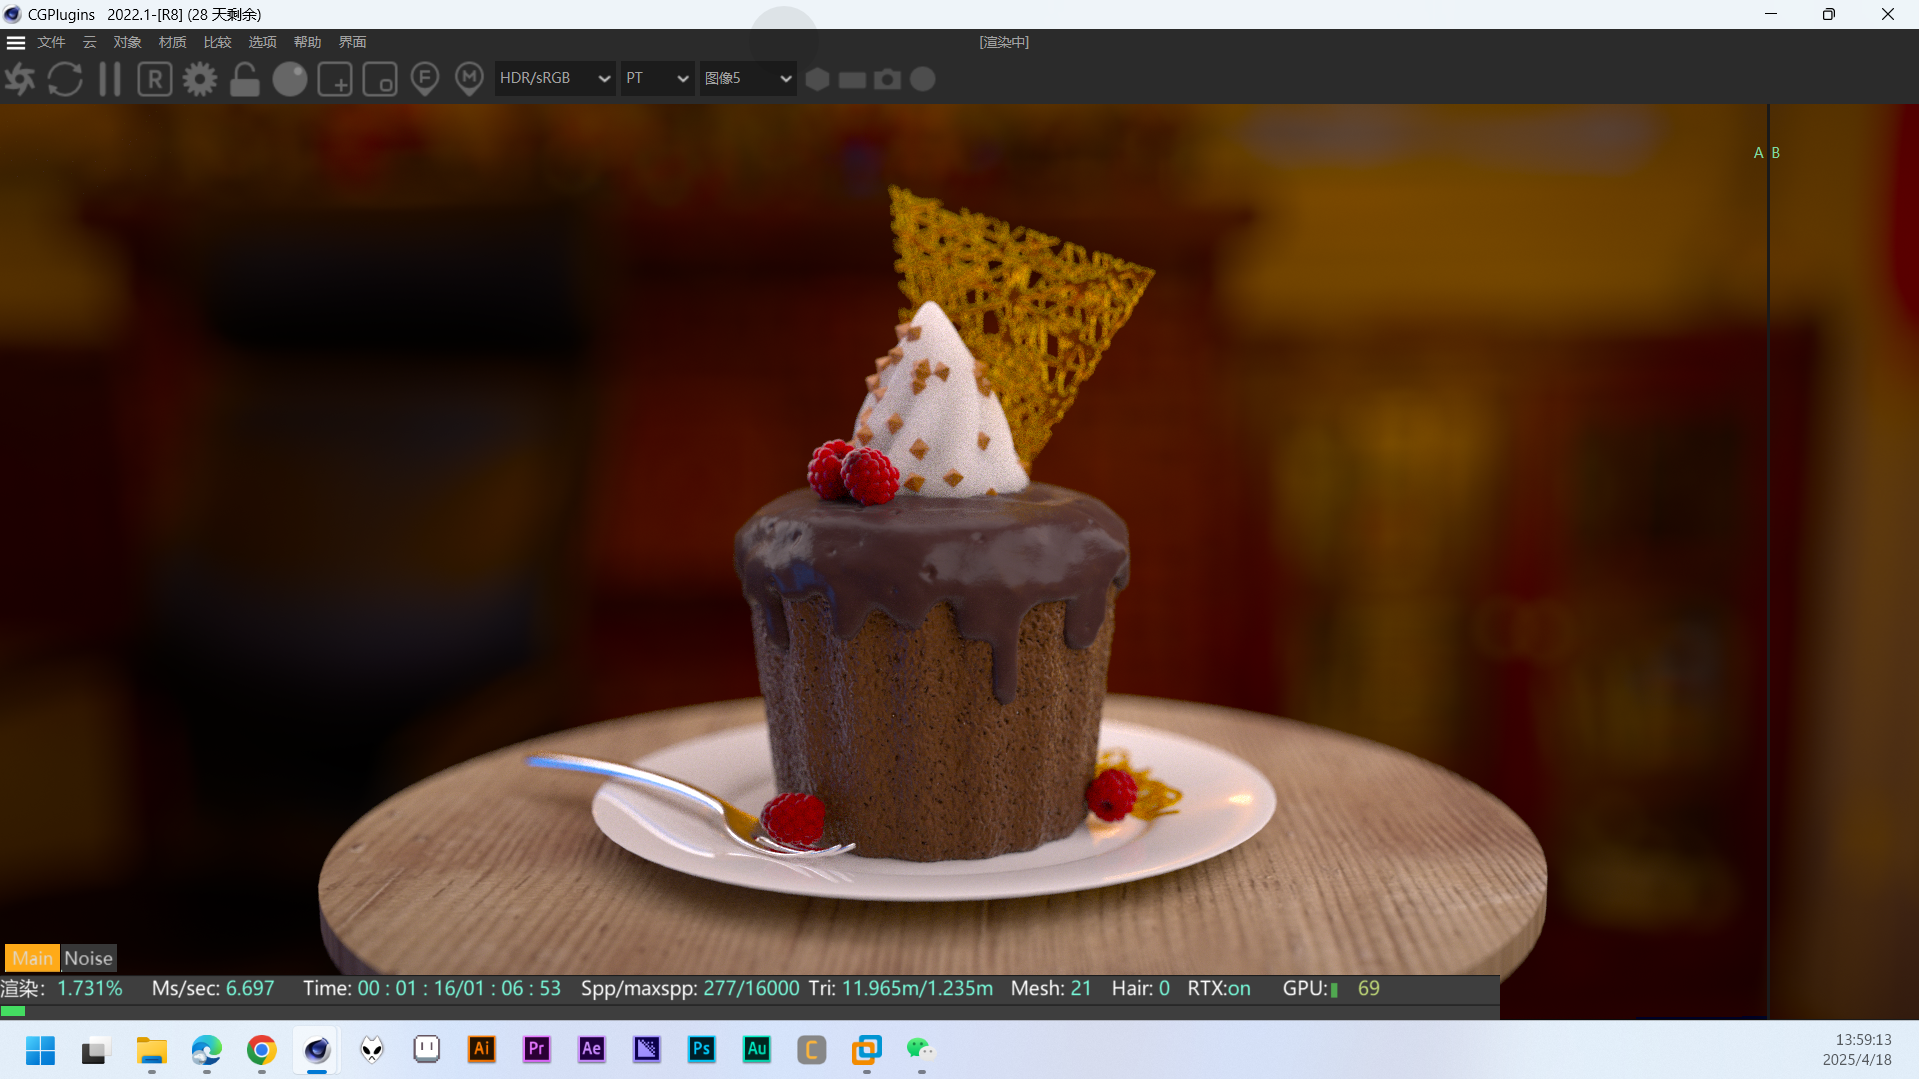 CGPlugins 2022.1-[R8] (28 天剩余)
文件 云 对象 材质 比较 选项 帮助 界面 [渲染中]
R F M HDR/sRGB PT 图像5
A B
Main Noise
渲染: 1.731% Ms/sec: 6.697 Time: 00 : 01 : 16/01 : 06 : 53 Spp/maxspp: 277/16000 Tri: 11.965m/1.235m Mesh: 21 Hair: 0 RTX:on GPU: 69
Ai Pr Ae Ps Au C
13:59:13
2025/4/18